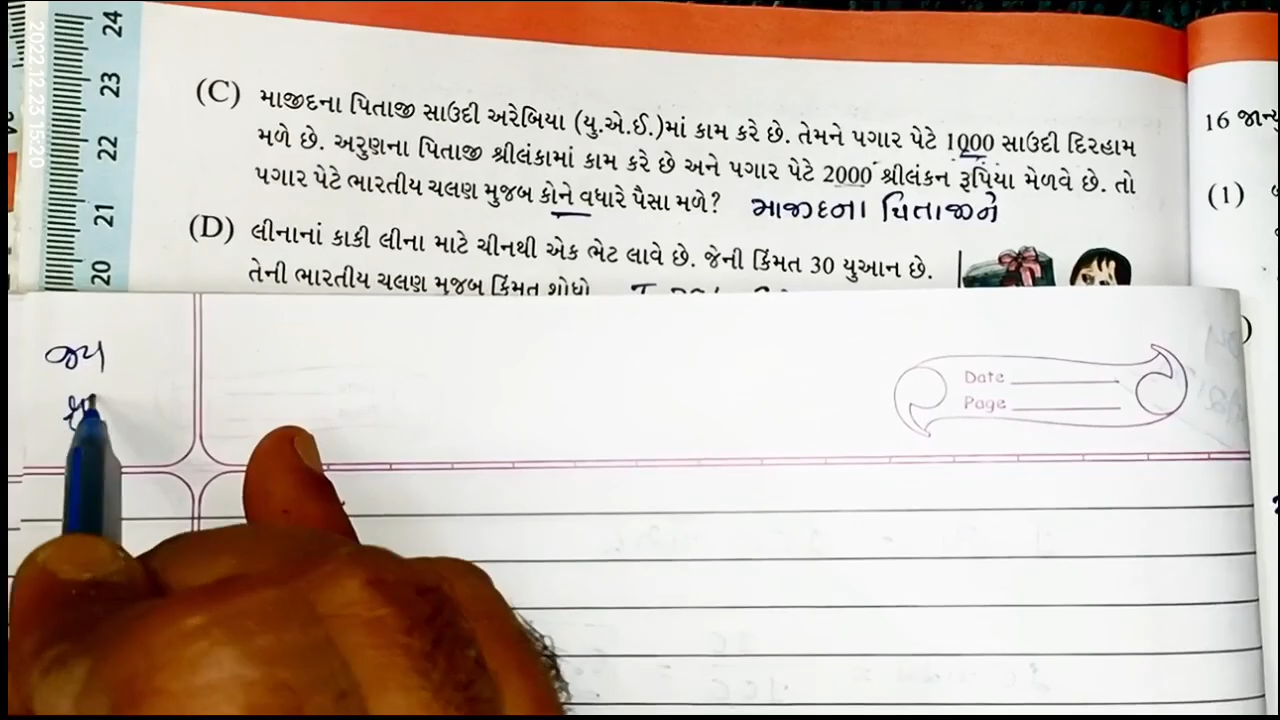 2022.12.23 15:20
24
23
22
21
20
(C) માજીદના પિતાજી સાઉદી અરેબિયા (યુ.એ.ઈ.)માં કામ કરે છે. તેમને પગાર પેટે 1000 સાઉદી દિરહામ
મળે છે. અરુણના પિતાજી શ્રીલંકામાં કામ કરે છે અને પગાર પેટે 2000 શ્રીલંકન રૂપિયા મેળવે છે. તો
પગાર પેટે ભારતીય ચલણ મુજબ કોને વધારે પૈસા મળે? માજીદના પિતાજીને
(D) લીનાનાં કાકી લીના માટે ચીનથી એક ભેટ લાવે છે. જેની કિંમત 30 યુઆન છે.
તેની ભારતીય ચલણ મુજબ કિંમત શોધો
16 જાન્યુ
(1)
જય
Date
Page